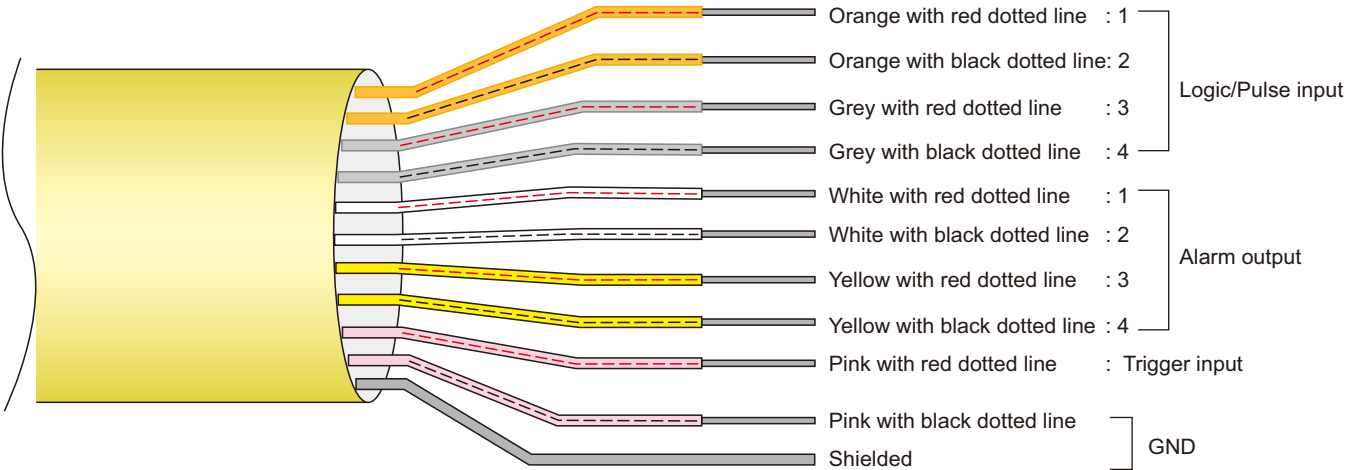 Orange with red dotted line : 1
Orange with black dotted line: 2
Logic/Pulse input
Grey with red dotted line : 3
Grey with black dotted line : 4
White with red dotted line : 1
White with black dotted line : 2
Alarm output
Yellow with red dotted line : 3
Yellow with black dotted line : 4
Pink with red dotted line : Trigger input
Pink with black dotted line
GND
Shielded